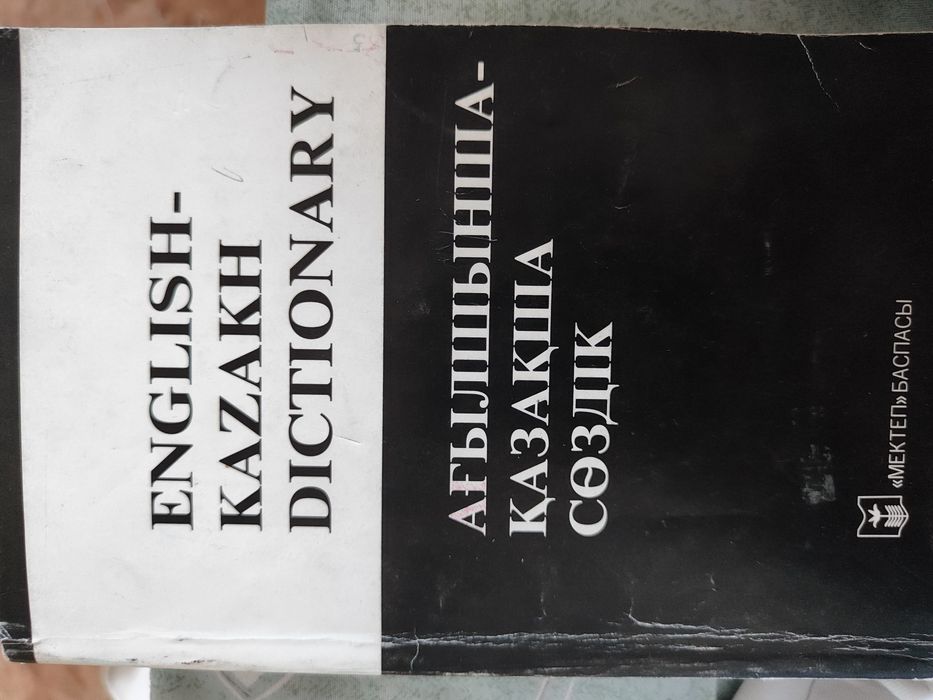 ENGLISH-
KAZAKH
DICTIONARY
АҒЫЛШЫНША-
ҚАЗАҚША
СӨЗДІК
«МЕКТЕП» БАСПАСЫ